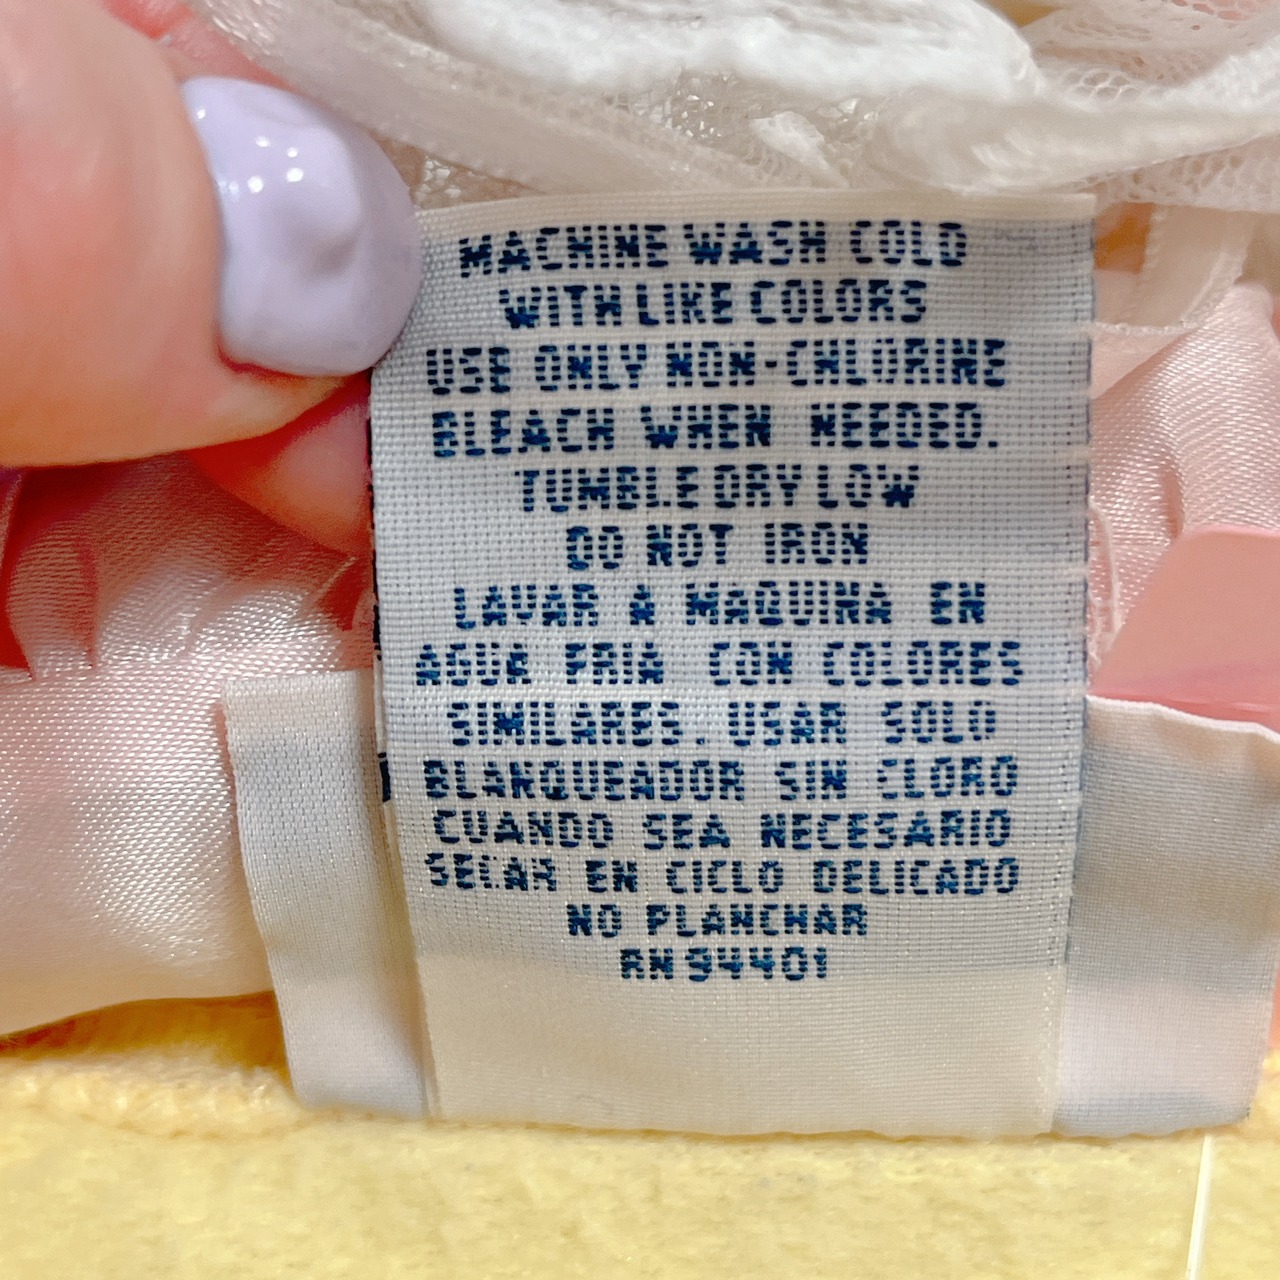 MACHINE WASH COLD
WITH LIKE COLORS
USE ONLY NON-CHLORINE
BLEACH WHEN NEEDED.
TUMBLE DRY LOW
DO NOT IRON
LAVAR A MAQUINA EN
AGUA FRIA CON COLORES
SIMILARES. USAR SOLO
BLANQUEADOR SIN CLORO
CUANDO SEA NECESARIO
SECAR EN CICLO DELICADO
NO PLANCHAR
RN 94401